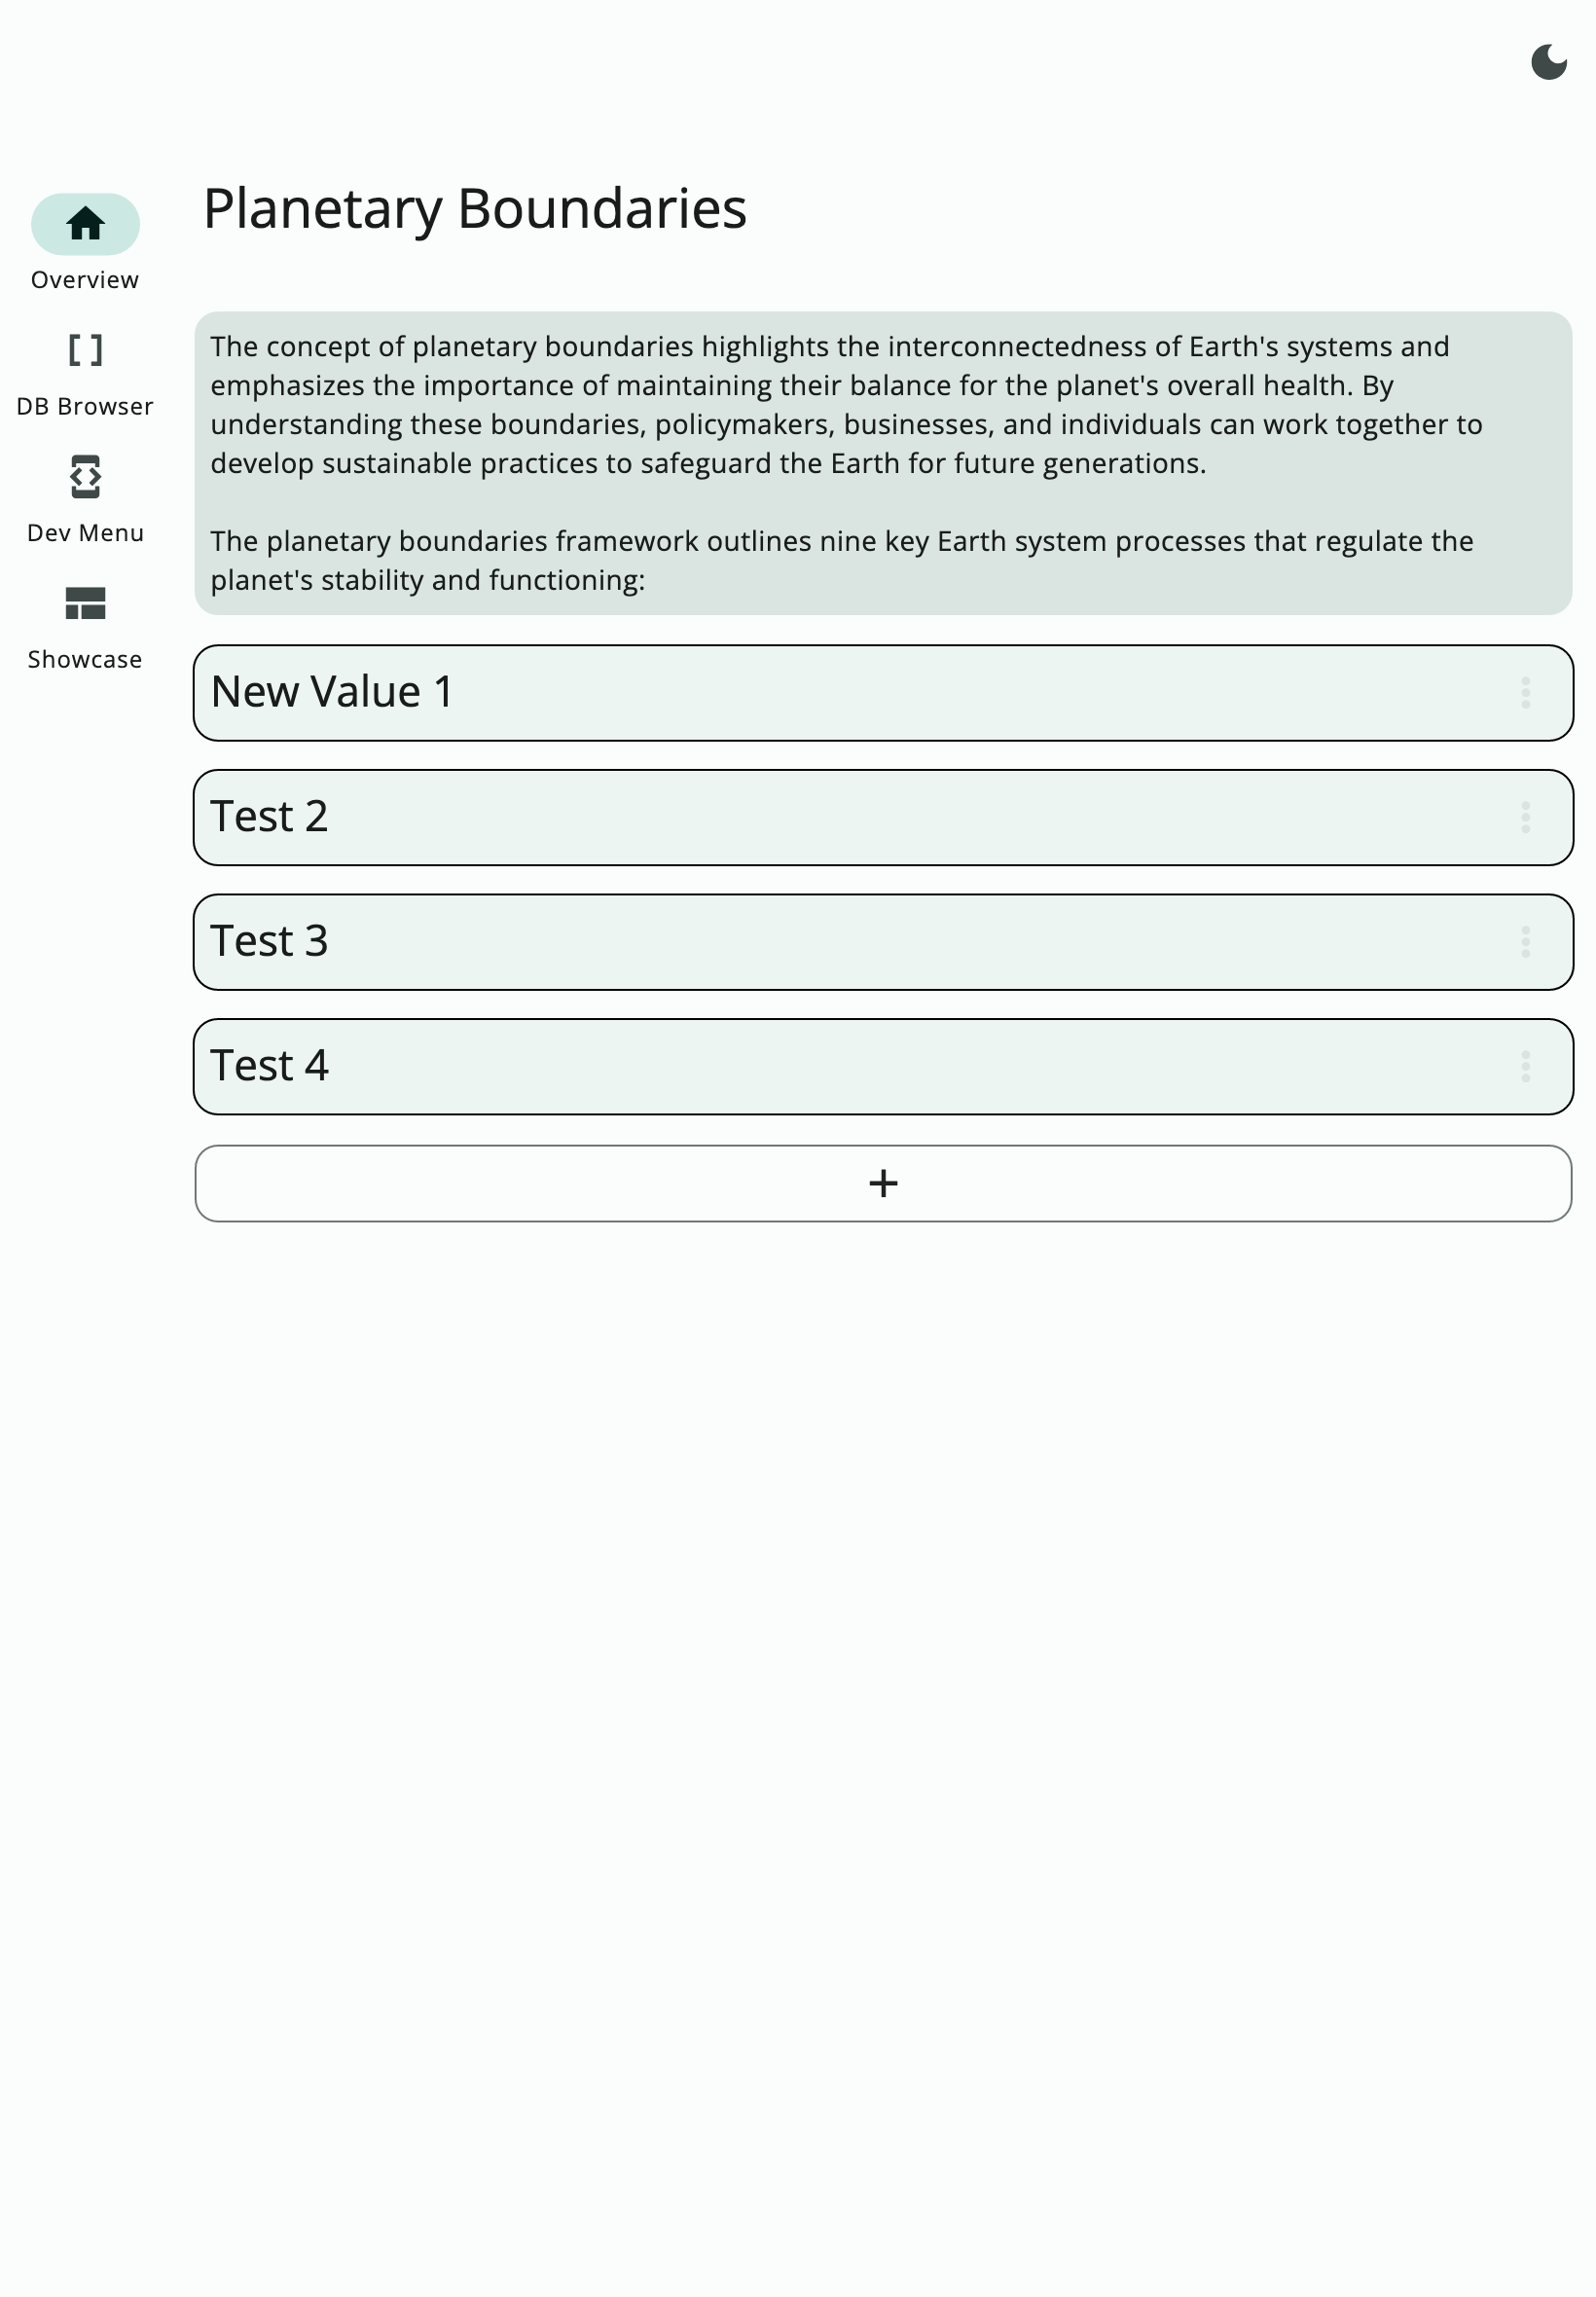 Planetary Boundaries
Overview
DB Browser
Dev Menu
Showcase
The concept of planetary boundaries highlights the interconnectedness of Earth's systems and
emphasizes the importance of maintaining their balance for the planet's overall health. By
understanding these boundaries, policymakers, businesses, and individuals can work together to
develop sustainable practices to safeguard the Earth for future generations.
The planetary boundaries framework outlines nine key Earth system processes that regulate the
planet's stability and functioning:
New Value 1
Test 2
Test 3
Test 4
+